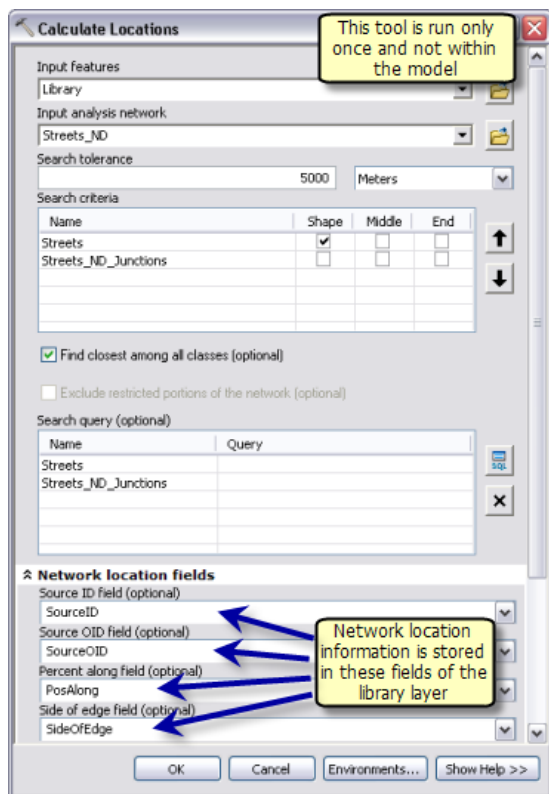 Calculate Locations
This tool is run only
once and not within
the model
Input features
Library
Input analysis network
Streets_ND
Search tolerance
5000 Meters
Search criteria
Name Shape Middle End
Streets
Streets_ND_Junctions
Find closest among all classes (optional)
Exclude restricted portions of the network (optional)
Search query (optional)
Name Query
Streets
Streets_ND_Junctions
SQL
Network location fields
Source ID field (optional)
SourceID
Source OID field (optional)
SourceOID
Percent along field (optional)
PosAlong
Side of edge field (optional)
SideOfEdge
Network location
information is stored
in these fields of the
library layer
OK Cancel Environments... Show Help >>